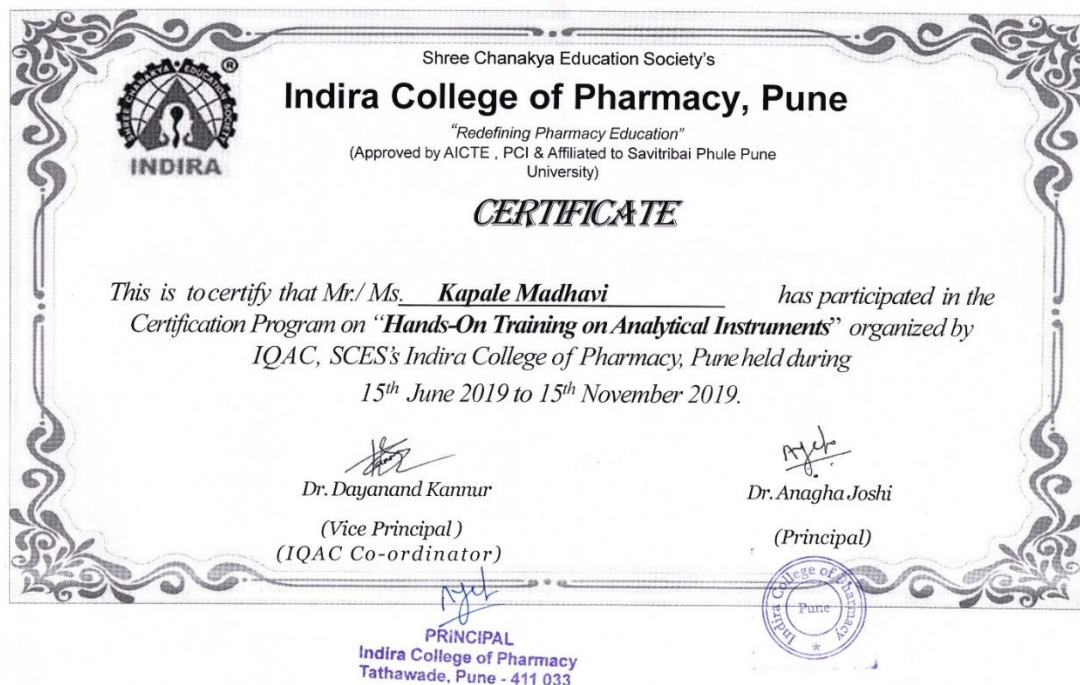 Shree Chanakya Education Society's
Indira College of Pharmacy, Pune
"Redefining Pharmacy Education"
(Approved by AICTE , PCI & Affiliated to Savitribai Phule Pune
University)
SHREE CHANAKYA EDUCATION SOCIETY
®
INDIRA
CERTIFICATE
This is to certify that Mr./ Ms. Kapale Madhavi has participated in the
Certification Program on "Hands-On Training on Analytical Instruments" organized by
IQAC, SCES's Indira College of Pharmacy, Pune held during
15th June 2019 to 15th November 2019.
Dr. Dayanand Kannur
(Vice Principal)
(IQAC Co-ordinator)
Dr. Anagha Joshi
(Principal)
Indira College of Pharmacy
Pune
PRINCIPAL
Indira College of Pharmacy
Tathawade, Pune - 411 033